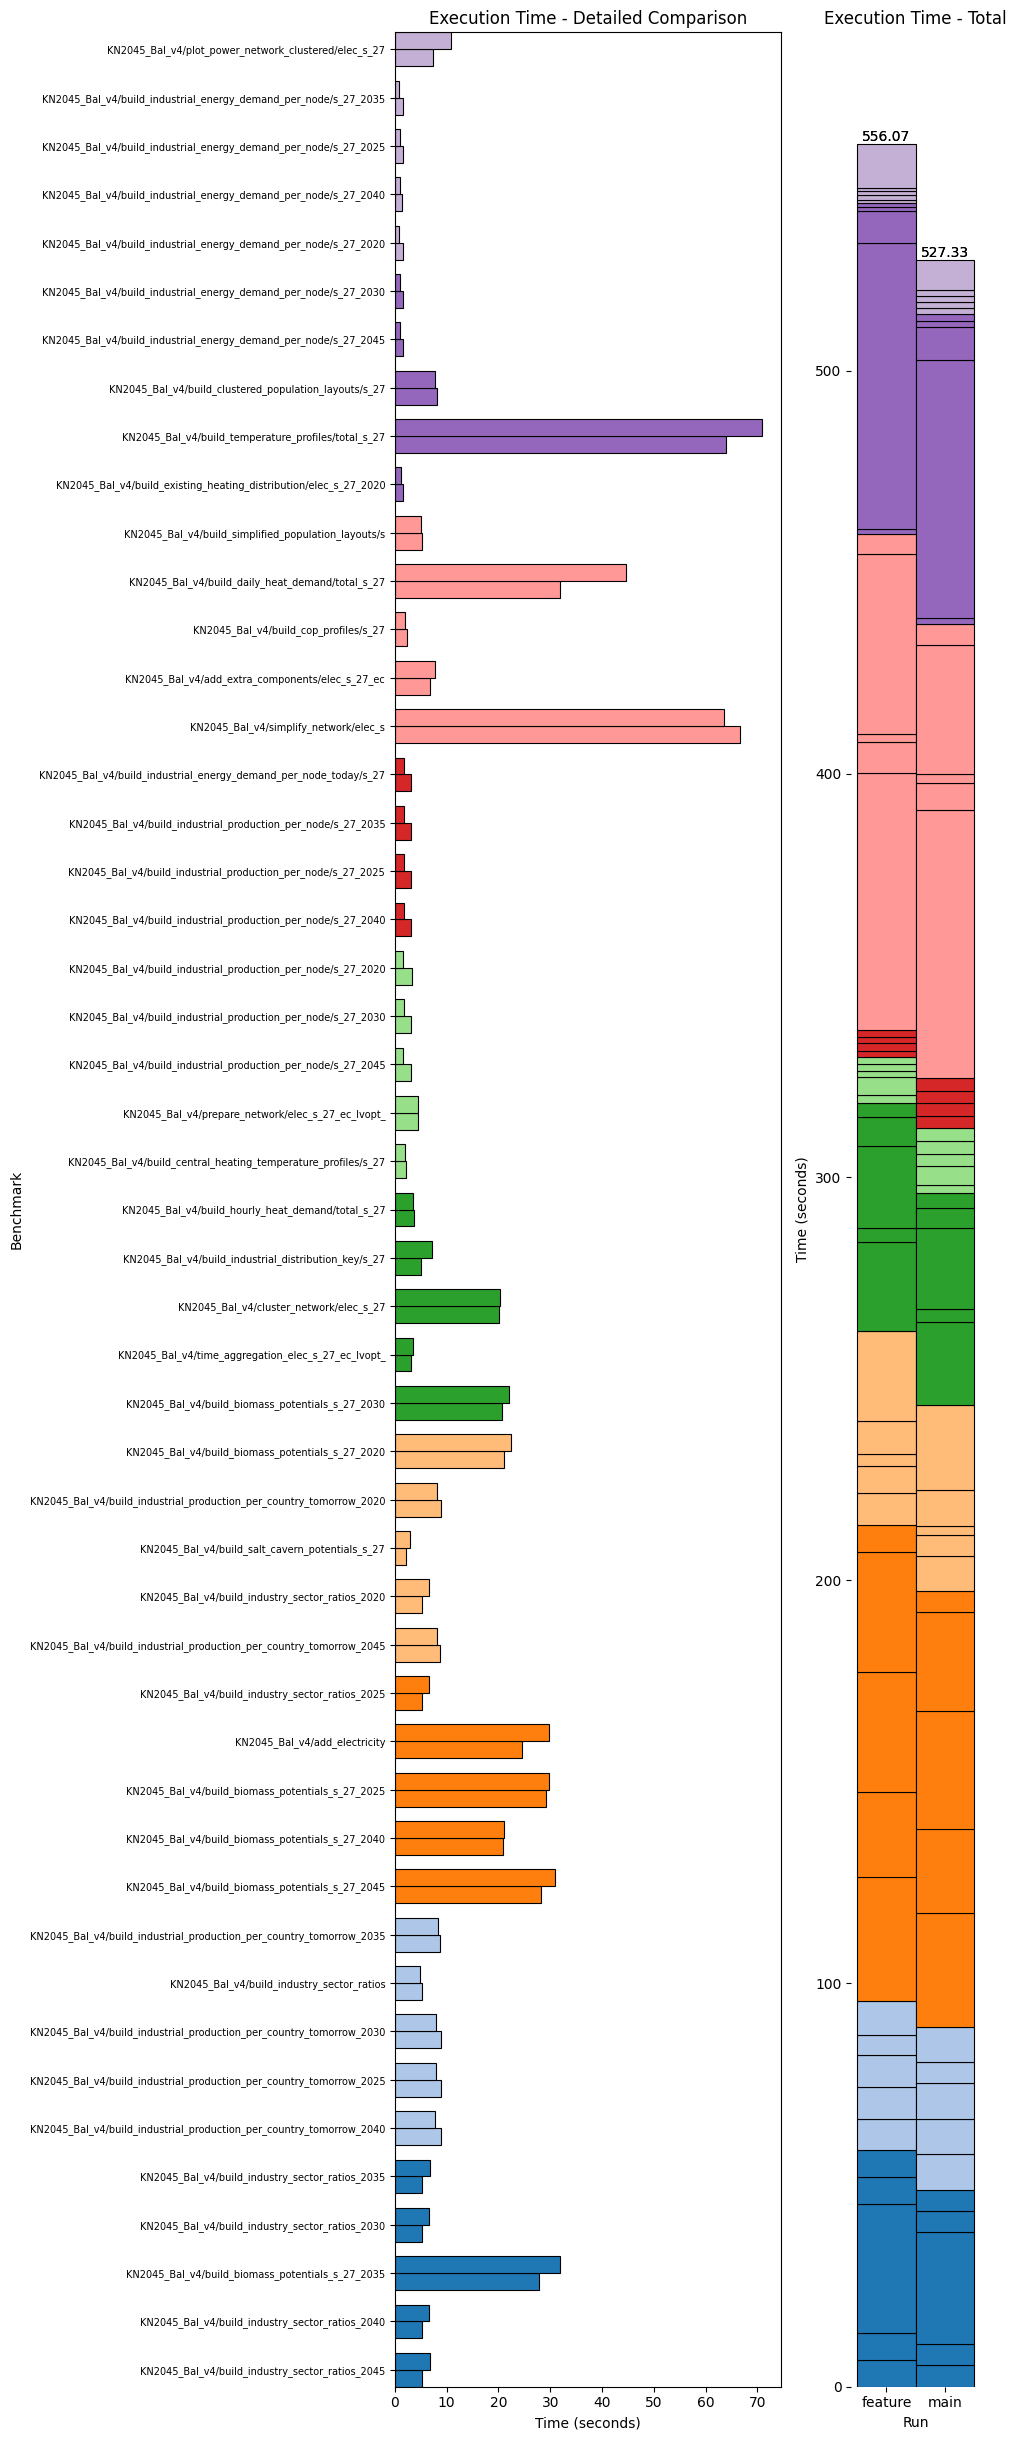 Execution Time - Detailed Comparison
Execution Time - Total
KN2045_Bal_v4/plot_power_network_clustered/elec_s_27
KN2045_Bal_v4/build_industrial_energy_demand_per_node/s_27_2035
KN2045_Bal_v4/build_industrial_energy_demand_per_node/s_27_2025
KN2045_Bal_v4/build_industrial_energy_demand_per_node/s_27_2040
KN2045_Bal_v4/build_industrial_energy_demand_per_node/s_27_2020
KN2045_Bal_v4/build_industrial_energy_demand_per_node/s_27_2030
KN2045_Bal_v4/build_industrial_energy_demand_per_node/s_27_2045
KN2045_Bal_v4/build_clustered_population_layouts/s_27
KN2045_Bal_v4/build_temperature_profiles/total_s_27
KN2045_Bal_v4/build_existing_heating_distribution/elec_s_27_2020
KN2045_Bal_v4/build_simplified_population_layouts/s
KN2045_Bal_v4/build_daily_heat_demand/total_s_27
KN2045_Bal_v4/build_cop_profiles/s_27
KN2045_Bal_v4/add_extra_components/elec_s_27_ec
KN2045_Bal_v4/simplify_network/elec_s
KN2045_Bal_v4/build_industrial_energy_demand_per_node_today/s_27
KN2045_Bal_v4/build_industrial_production_per_node/s_27_2035
KN2045_Bal_v4/build_industrial_production_per_node/s_27_2025
KN2045_Bal_v4/build_industrial_production_per_node/s_27_2040
KN2045_Bal_v4/build_industrial_production_per_node/s_27_2020
KN2045_Bal_v4/build_industrial_production_per_node/s_27_2030
KN2045_Bal_v4/build_industrial_production_per_node/s_27_2045
KN2045_Bal_v4/prepare_network/elec_s_27_ec_lvopt_
KN2045_Bal_v4/build_central_heating_temperature_profiles/s_27
KN2045_Bal_v4/build_hourly_heat_demand/total_s_27
KN2045_Bal_v4/build_industrial_distribution_key/s_27
KN2045_Bal_v4/cluster_network/elec_s_27
KN2045_Bal_v4/time_aggregation_elec_s_27_ec_lvopt_
KN2045_Bal_v4/build_biomass_potentials_s_27_2030
KN2045_Bal_v4/build_biomass_potentials_s_27_2020
KN2045_Bal_v4/build_industrial_production_per_country_tomorrow_2020
KN2045_Bal_v4/build_salt_cavern_potentials_s_27
KN2045_Bal_v4/build_industry_sector_ratios_2020
KN2045_Bal_v4/build_industrial_production_per_country_tomorrow_2045
KN2045_Bal_v4/build_industry_sector_ratios_2025
KN2045_Bal_v4/add_electricity
KN2045_Bal_v4/build_biomass_potentials_s_27_2025
KN2045_Bal_v4/build_biomass_potentials_s_27_2040
KN2045_Bal_v4/build_biomass_potentials_s_27_2045
KN2045_Bal_v4/build_industrial_production_per_country_tomorrow_2035
KN2045_Bal_v4/build_industry_sector_ratios
KN2045_Bal_v4/build_industrial_production_per_country_tomorrow_2030
KN2045_Bal_v4/build_industrial_production_per_country_tomorrow_2025
KN2045_Bal_v4/build_industrial_production_per_country_tomorrow_2040
KN2045_Bal_v4/build_industry_sector_ratios_2035
KN2045_Bal_v4/build_industry_sector_ratios_2030
KN2045_Bal_v4/build_biomass_potentials_s_27_2035
KN2045_Bal_v4/build_industry_sector_ratios_2040
KN2045_Bal_v4/build_industry_sector_ratios_2045
Benchmark
0 10 20 30 40 50 60 70
Time (seconds)
556.07
527.33
500
400
300
200
100
0
Time (seconds)
feature main
Run